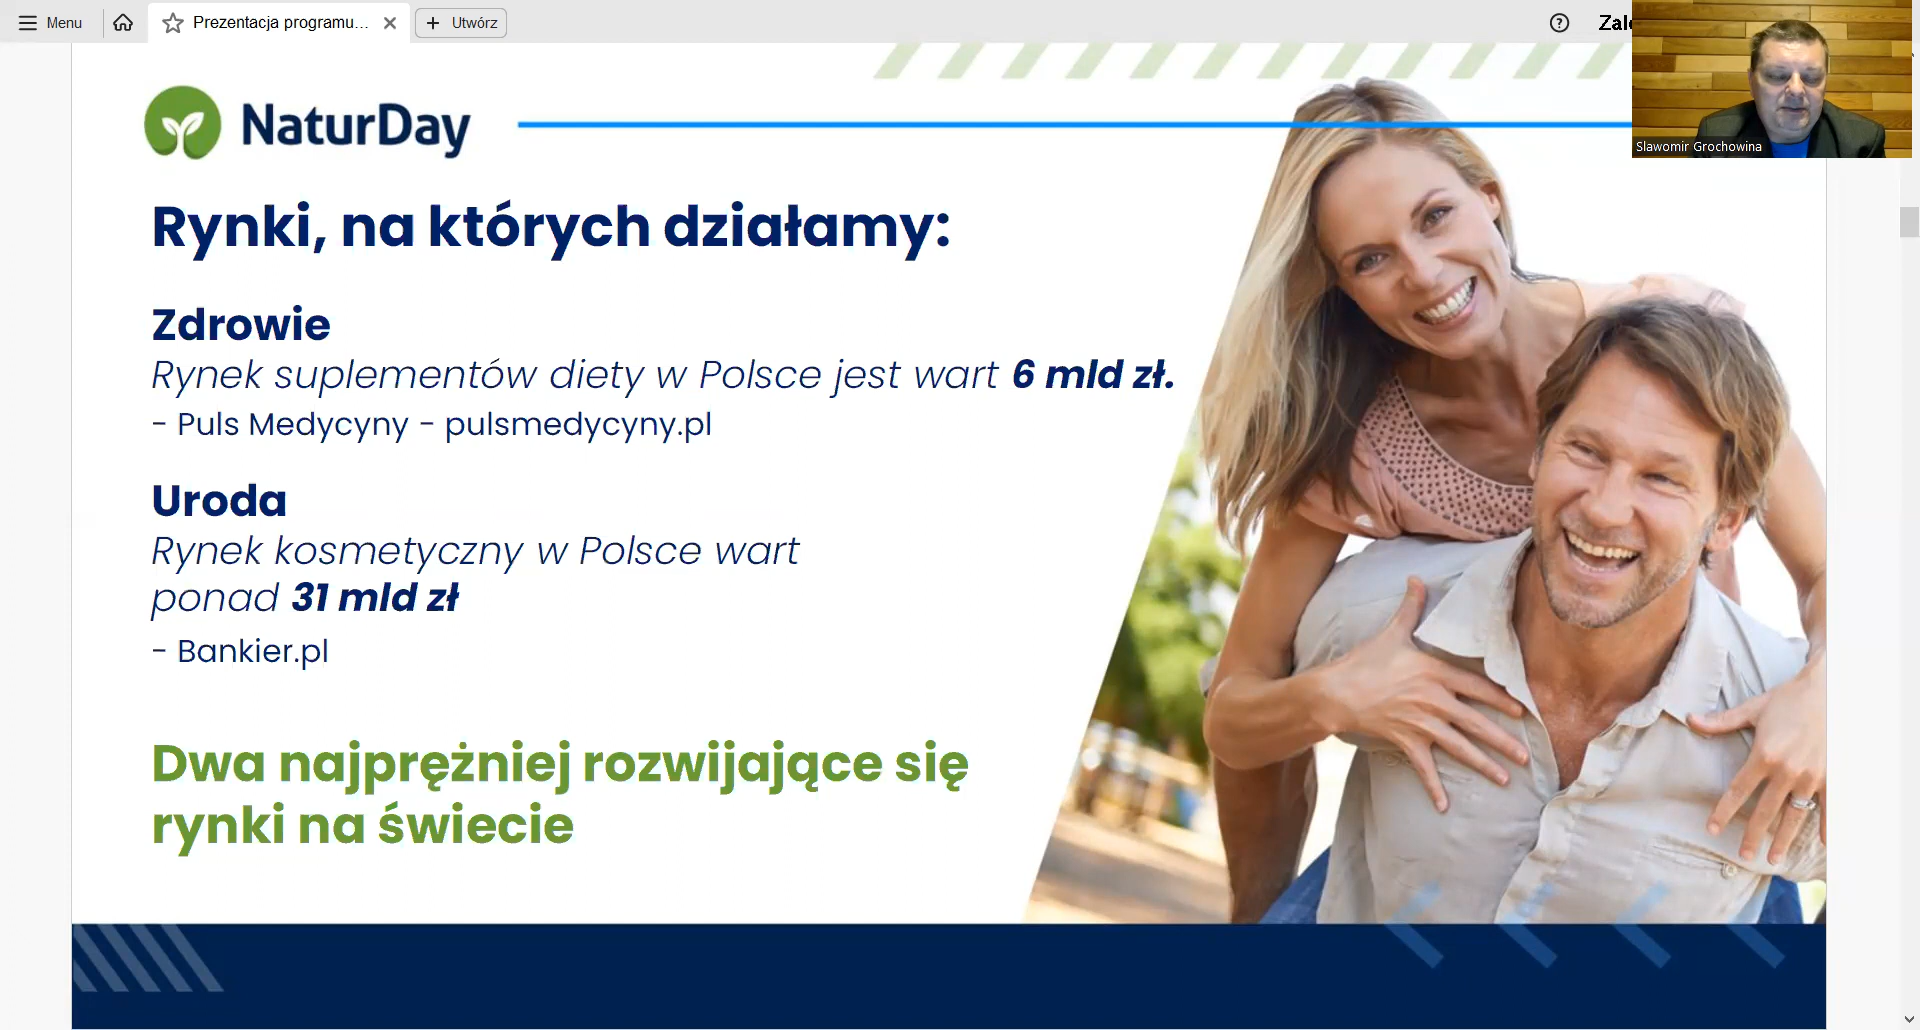 Menu
Prezentacja programu...
Utwórz
Slawomir Grochowina
NaturDay
Rynki, na których działamy:
Zdrowie
Rynek suplementów diety w Polsce jest wart 6 mld zł.
- Puls Medycyny - pulsmedycyny.pl
Uroda
Rynek kosmetyczny w Polsce wart
ponad 31 mld zł
- Bankier.pl
Dwa najprężniej rozwijające się
rynki na świecie